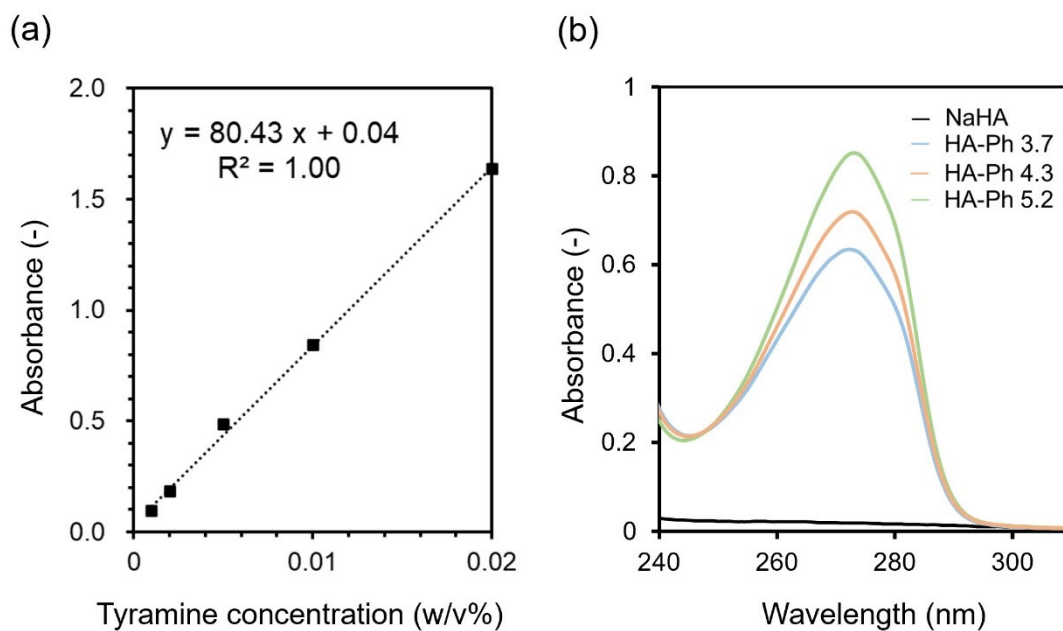 (a)
2.0
1.5
1.0
0.5
0.0
y = 80.43 x + 0.04
R² = 1.00
0
0.01
0.02
Absorbance (-)
Tyramine concentration (w/v%)
(b)
1
0.8
0.6
0.4
0.2
0
NaHA
HA-Ph 3.7
HA-Ph 4.3
HA-Ph 5.2
240
260
280
300
Absorbance (-)
Wavelength (nm)